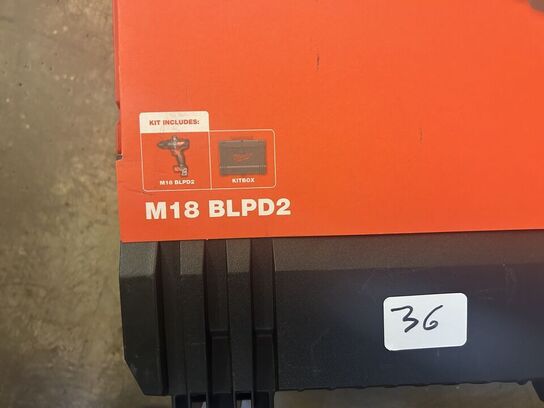 KIT INCLUDES:
M18 BLPD2
KITBOX
M18 BLPD2
36